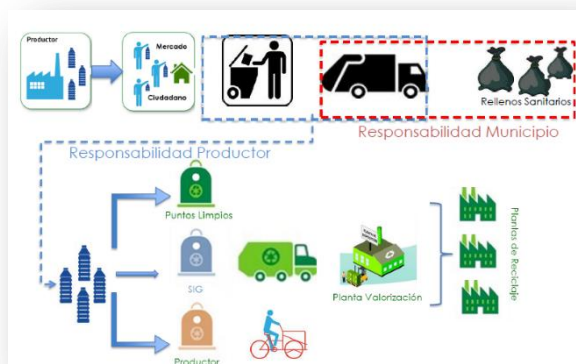 Productor
Mercado
Ciudadano
Rellenos Sanitarios
Responsabilidad Municipio
Responsabilidad Productor
Puntos Limpios
SIG
Planta Valorización
Plantas de Reciclaje
Productor